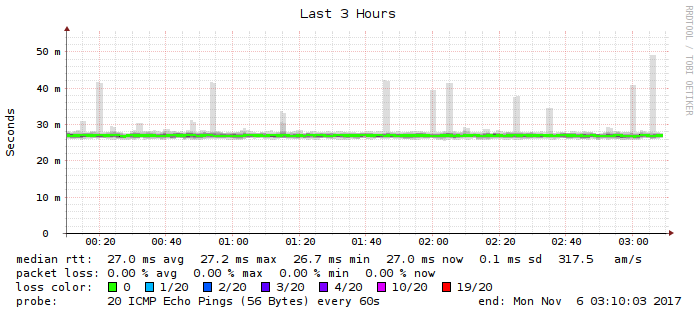 Last 3 Hours
RRDTOOL / TOBI OETIKER
Seconds
50 m
40 m
30 m
20 m
10 m
0
00:20 00:40 01:00 01:20 01:40 02:00 02:20 02:40 03:00
median rtt: 27.0 ms avg 27.2 ms max 26.7 ms min 27.0 ms now 0.1 ms sd 317.5 am/s
packet loss: 0.00 % avg 0.00 % max 0.00 % min 0.00 % now
loss color: 0 1/20 2/20 3/20 4/20 10/20 19/20
probe: 20 ICMP Echo Pings (56 Bytes) every 60s end: Mon Nov 6 03:10:03 2017